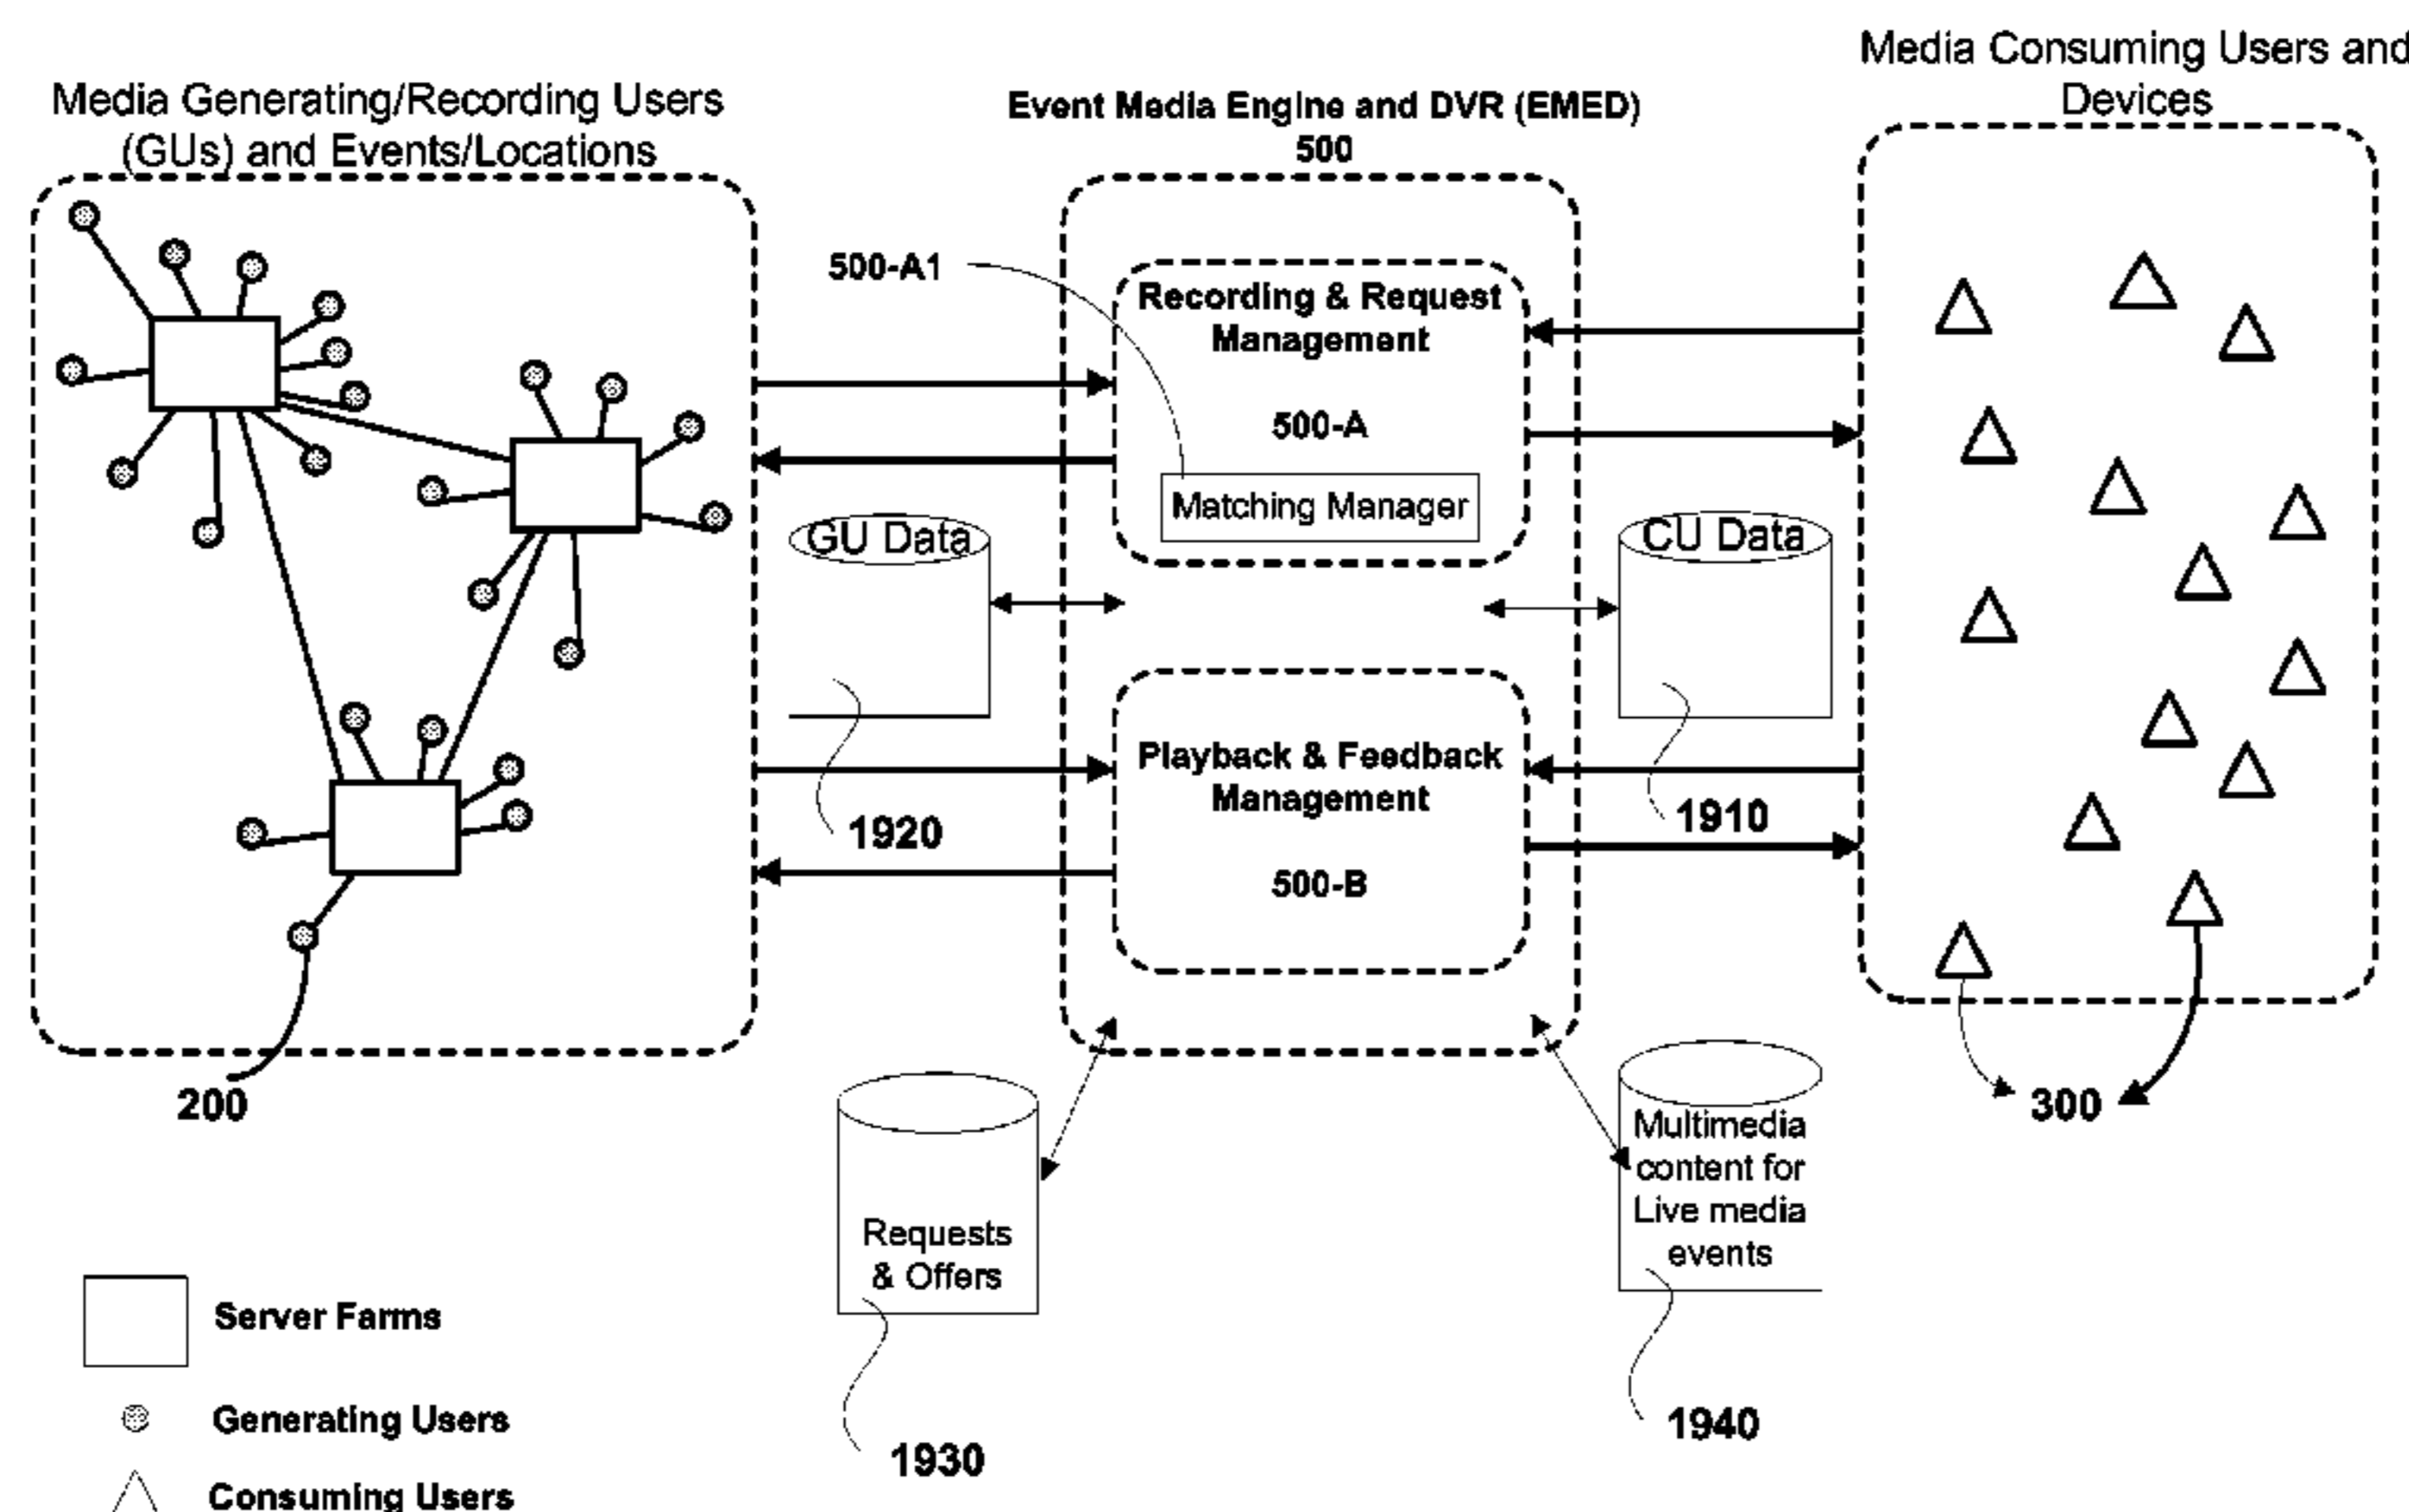 Media Generating/Recording Users
(GUs) and Events/Locations
Event Media Engine and DVR (EMED)
500
Media Consuming Users and
Devices
500-A1
Recording & Request
Management
500-A
Matching Manager
GU Data
CU Data
Playback & Feedback
Management
500-B
1920
1910
200
300
Requests
& Offers
Multimedia
content for
Live media
events
1930
1940
Server Farms
Generating Users
Consuming Users